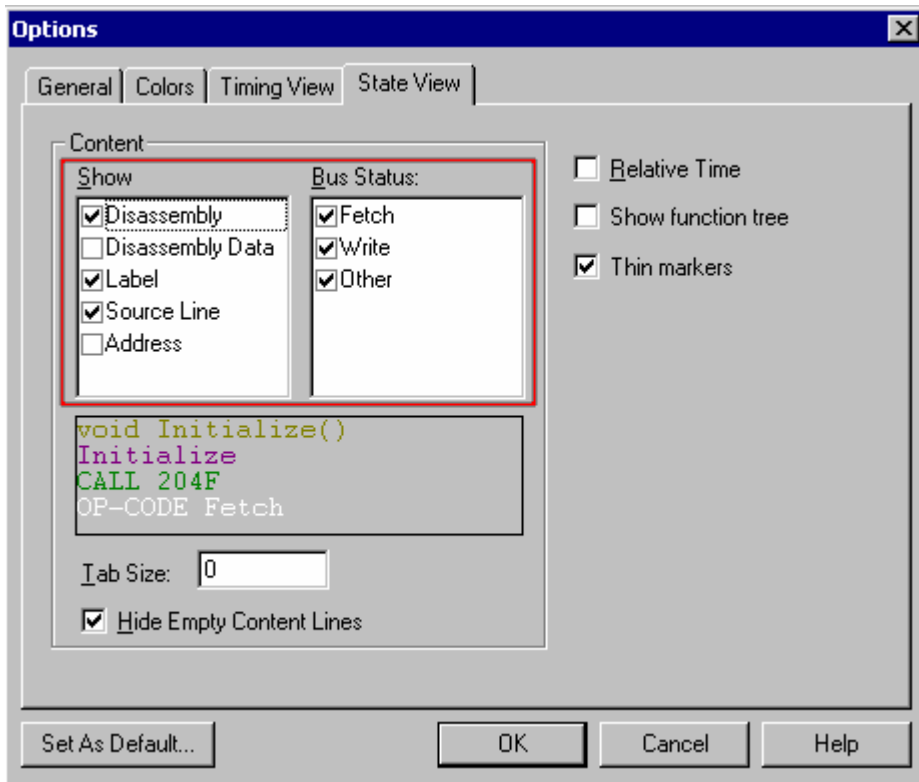 Options
General Colors Timing View State View
Content
Show Bus Status:
Disassembly Fetch
Disassembly Data Write
Label Other
Source Line
Address
Relative Time
Show function tree
Thin markers
void Initialize()
Initialize
CALL 204F
OP-CODE Fetch
Tab Size: 0
Hide Empty Content Lines
Set As Default... OK Cancel Help